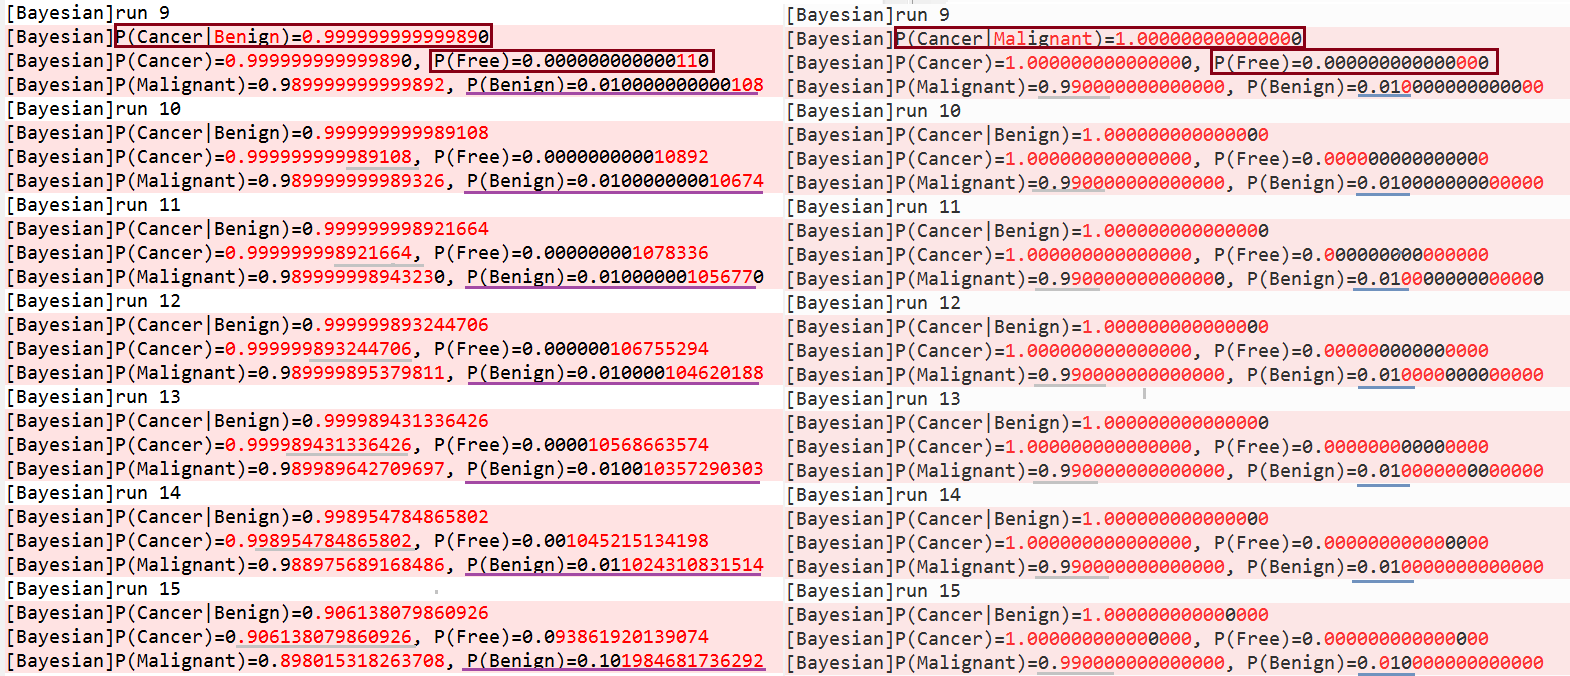 [Bayesian]run 9
[Bayesian]P(Cancer|Benign)=0.999999999999890
[Bayesian]P(Cancer)=0.999999999999890, P(Free)=0.000000000000110
[Bayesian]P(Malignant)=0.989999999999892, P(Benign)=0.010000000000108
[Bayesian]run 10
[Bayesian]P(Cancer|Benign)=0.999999999989108
[Bayesian]P(Cancer)=0.999999999989108, P(Free)=0.000000000010892
[Bayesian]P(Malignant)=0.989999999989326, P(Benign)=0.010000000010674
[Bayesian]run 11
[Bayesian]P(Cancer|Benign)=0.999999998921664
[Bayesian]P(Cancer)=0.999999998921664, P(Free)=0.000000001078336
[Bayesian]P(Malignant)=0.989999998943230, P(Benign)=0.010000001056770
[Bayesian]run 12
[Bayesian]P(Cancer|Benign)=0.999999893244706
[Bayesian]P(Cancer)=0.999999893244706, P(Free)=0.000000106755294
[Bayesian]P(Malignant)=0.989999895379811, P(Benign)=0.010000104620188
[Bayesian]run 13
[Bayesian]P(Cancer|Benign)=0.999989431336426
[Bayesian]P(Cancer)=0.999989431336426, P(Free)=0.000010568663574
[Bayesian]P(Malignant)=0.989989642709697, P(Benign)=0.010010357290303
[Bayesian]run 14
[Bayesian]P(Cancer|Benign)=0.998954784865802
[Bayesian]P(Cancer)=0.998954784865802, P(Free)=0.001045215134198
[Bayesian]P(Malignant)=0.988975689168486, P(Benign)=0.011024310831514
[Bayesian]run 15
[Bayesian]P(Cancer|Benign)=0.906138079860926
[Bayesian]P(Cancer)=0.906138079860926, P(Free)=0.093861920139074
[Bayesian]P(Malignant)=0.898015318263708, P(Benign)=0.101984681736292
[Bayesian]run 9
[Bayesian]P(Cancer|Malignant)=1.000000000000000
[Bayesian]P(Cancer)=1.000000000000000, P(Free)=0.000000000000000
[Bayesian]P(Malignant)=0.990000000000000, P(Benign)=0.010000000000000
[Bayesian]run 10
[Bayesian]P(Cancer|Benign)=1.000000000000000
[Bayesian]P(Cancer)=1.000000000000000, P(Free)=0.000000000000000
[Bayesian]P(Malignant)=0.990000000000000, P(Benign)=0.010000000000000
[Bayesian]run 11
[Bayesian]P(Cancer|Benign)=1.000000000000000
[Bayesian]P(Cancer)=1.000000000000000, P(Free)=0.000000000000000
[Bayesian]P(Malignant)=0.990000000000000, P(Benign)=0.010000000000000
[Bayesian]run 12
[Bayesian]P(Cancer|Benign)=1.000000000000000
[Bayesian]P(Cancer)=1.000000000000000, P(Free)=0.000000000000000
[Bayesian]P(Malignant)=0.990000000000000, P(Benign)=0.010000000000000
[Bayesian]run 13
[Bayesian]P(Cancer|Benign)=1.000000000000000
[Bayesian]P(Cancer)=1.000000000000000, P(Free)=0.000000000000000
[Bayesian]P(Malignant)=0.990000000000000, P(Benign)=0.010000000000000
[Bayesian]run 14
[Bayesian]P(Cancer|Benign)=1.000000000000000
[Bayesian]P(Cancer)=1.000000000000000, P(Free)=0.000000000000000
[Bayesian]P(Malignant)=0.990000000000000, P(Benign)=0.010000000000000
[Bayesian]run 15
[Bayesian]P(Cancer|Benign)=1.000000000000000
[Bayesian]P(Cancer)=1.000000000000000, P(Free)=0.000000000000000
[Bayesian]P(Malignant)=0.990000000000000, P(Benign)=0.010000000000000